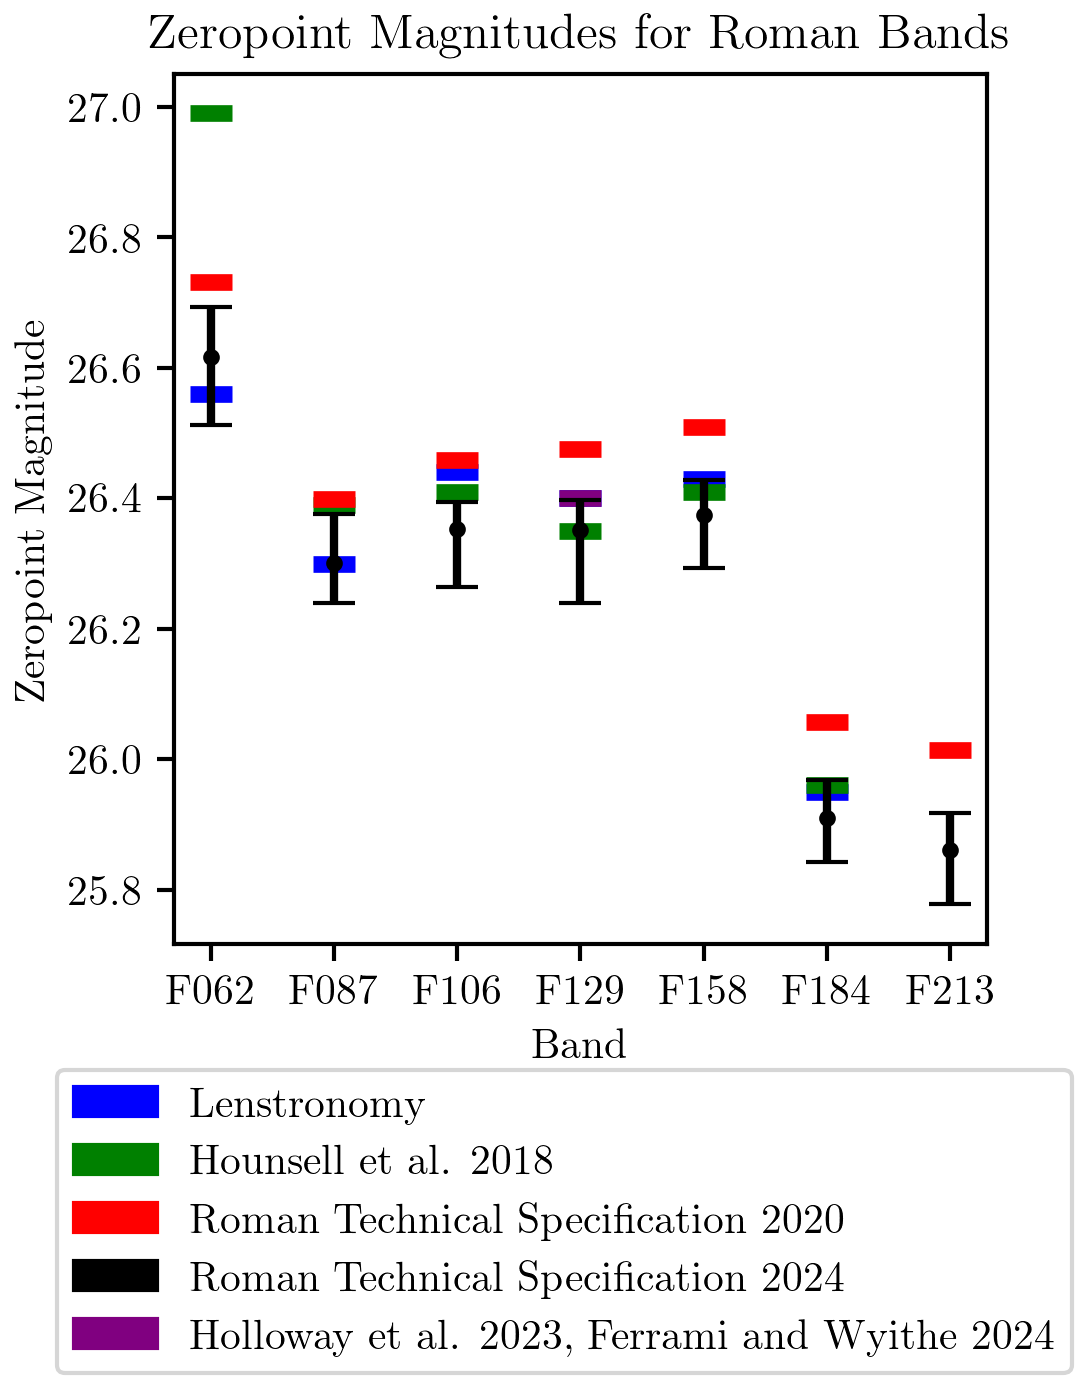 Zeropoint Magnitudes for Roman Bands
27.0
26.8
26.6
26.4
26.2
26.0
25.8
Zeropoint Magnitude
F062 F087 F106 F129 F158 F184 F213
Band
Lenstronomy
Hounsell et al. 2018
Roman Technical Specification 2020
Roman Technical Specification 2024
Holloway et al. 2023, Ferrami and Wyithe 2024